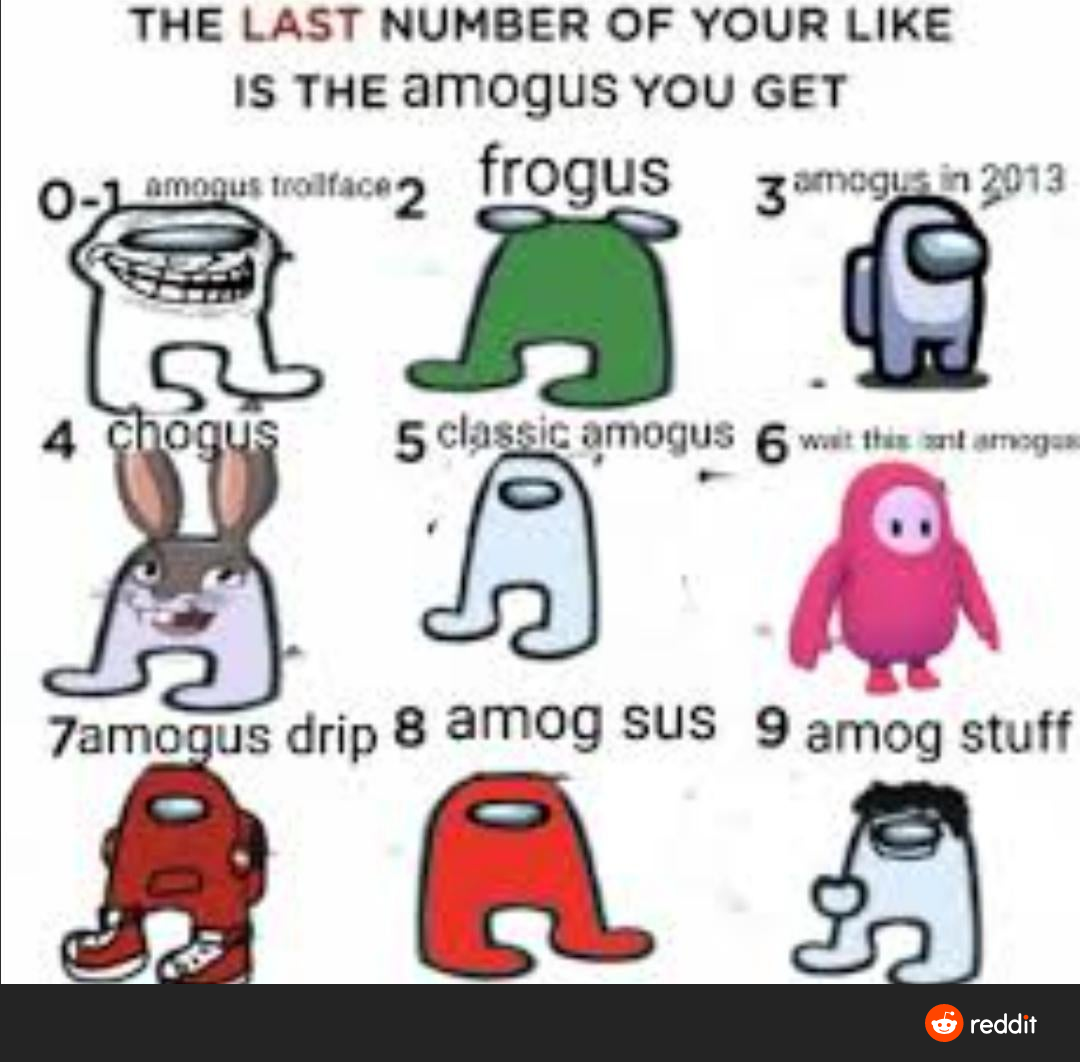 THE LAST NUMBER OF YOUR LIKE
IS THE amogus YOU GET
0-1 amogus trollface
2 frogus
3 amogus in 2013
4 chogus
5 classic amogus
6 wait this isnt amogus
7amogus drip
8 amog sus
9 amog stuff
reddit